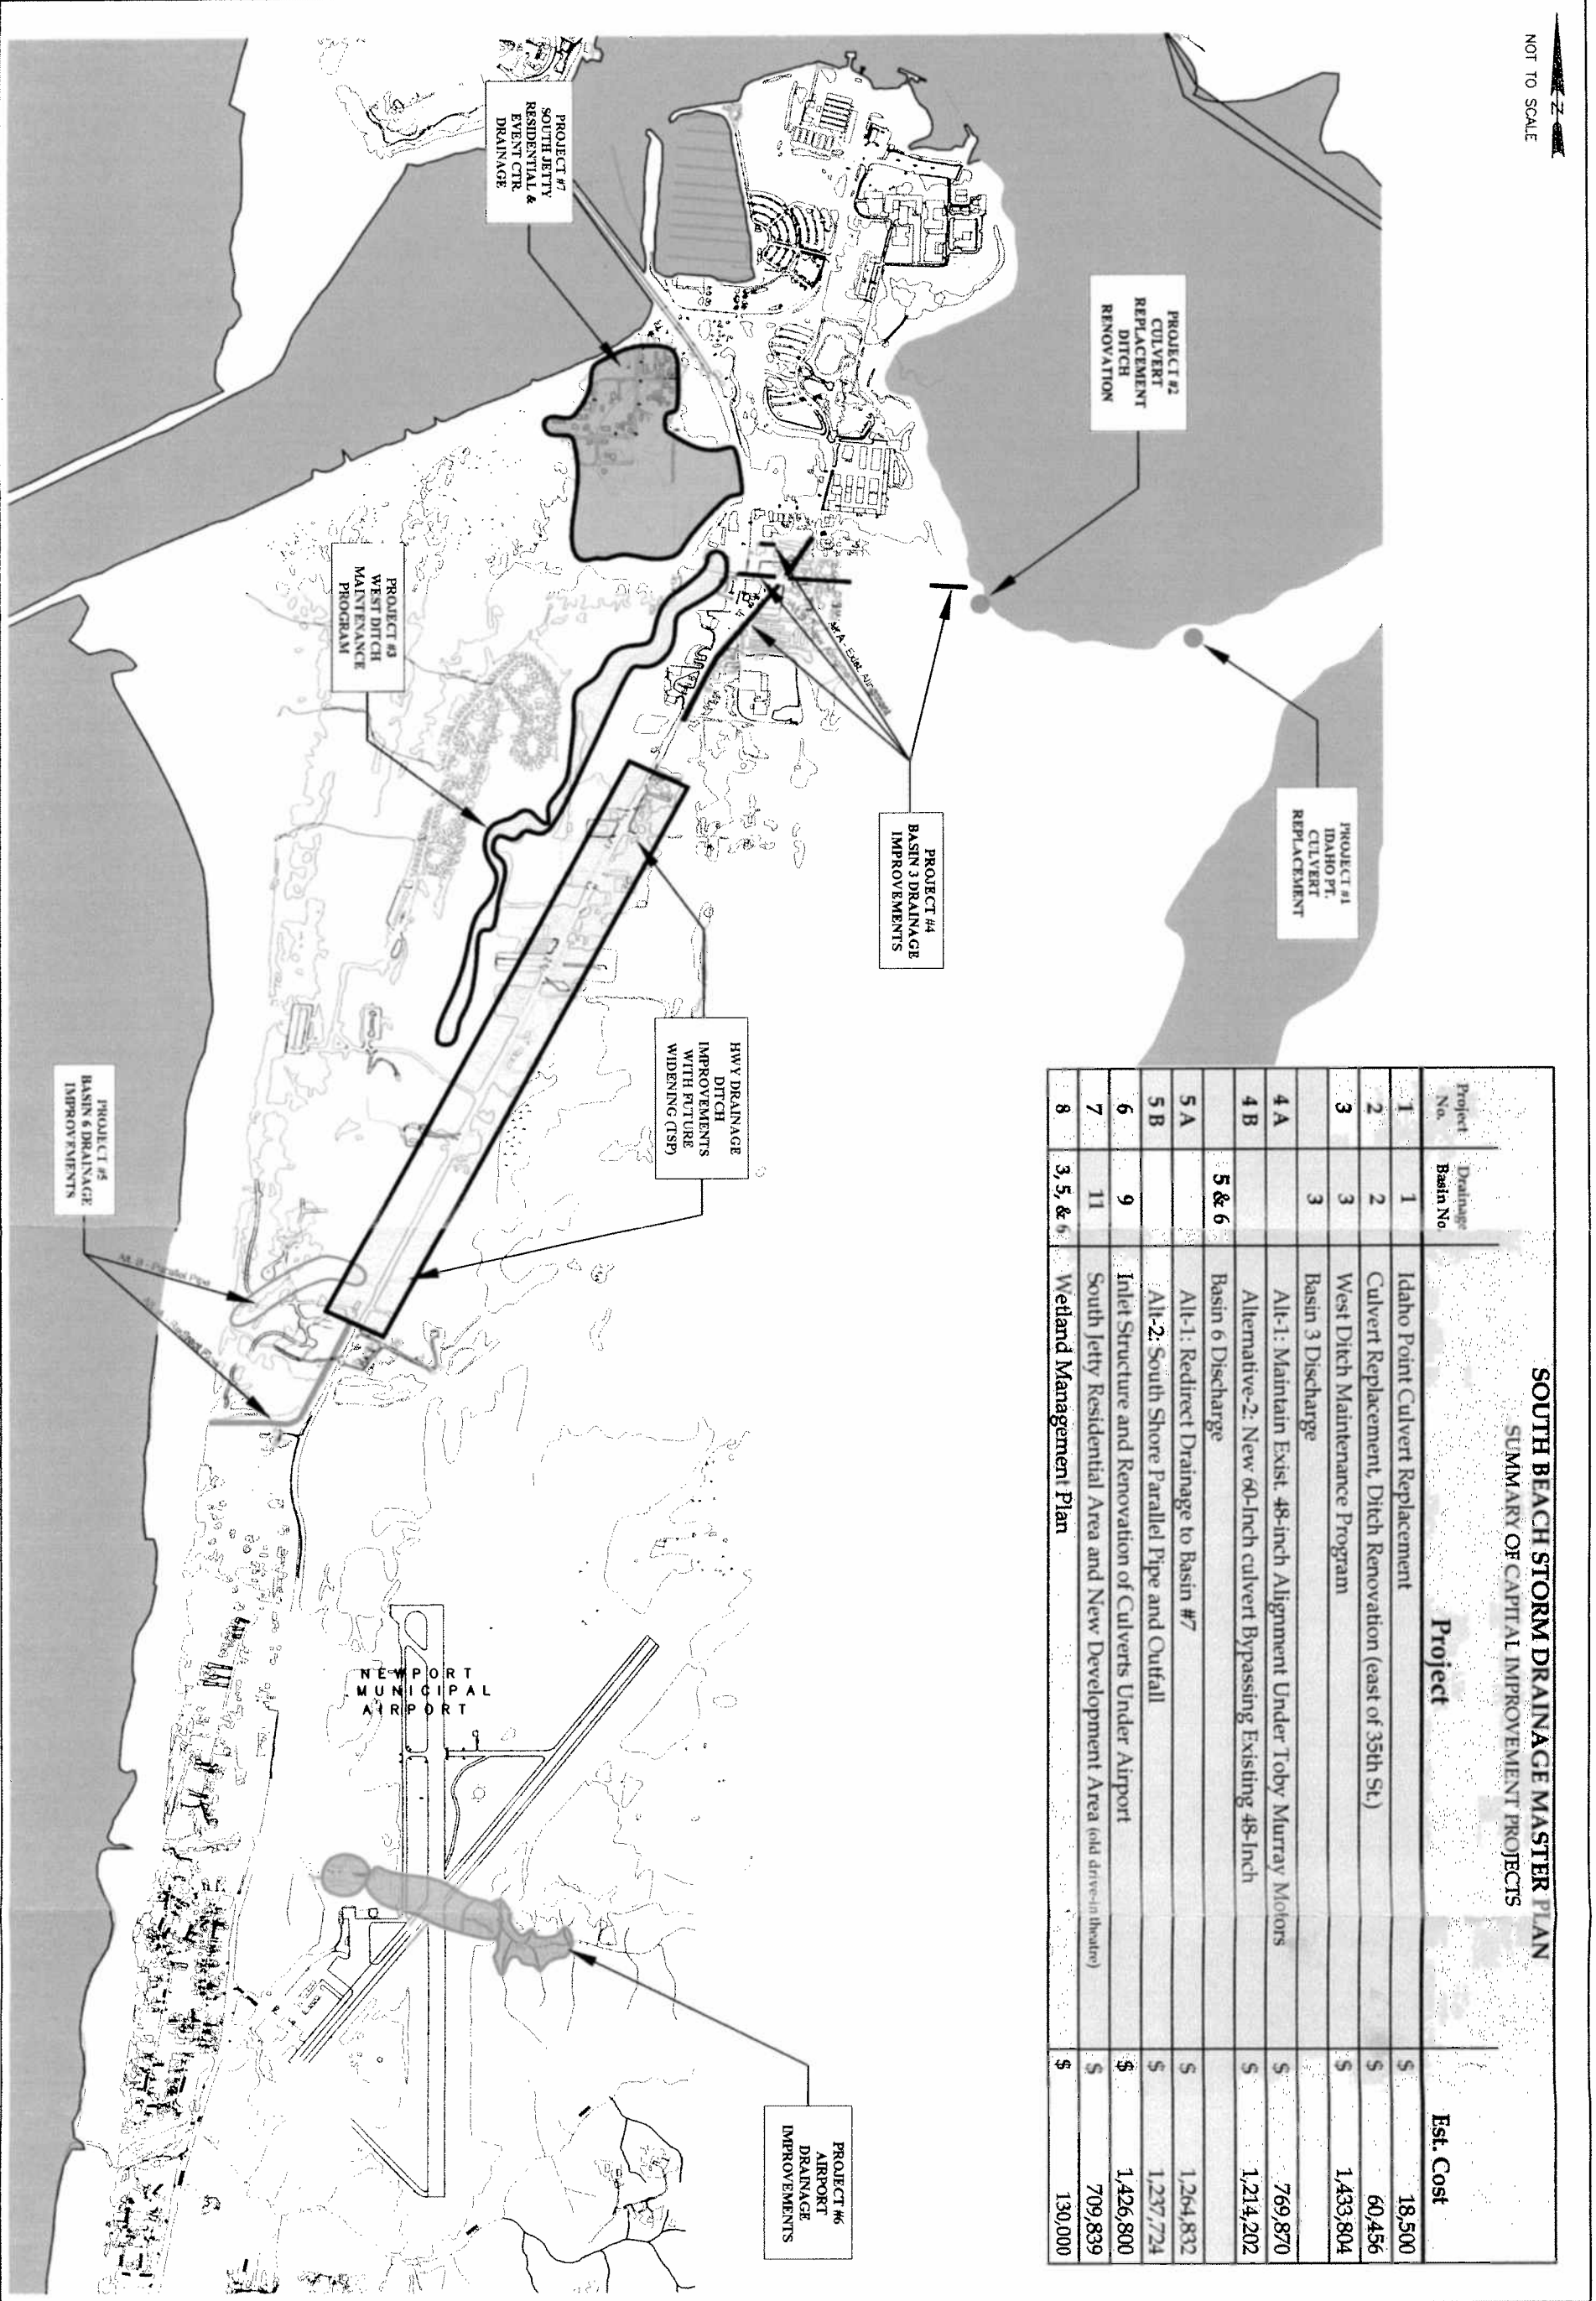 NOT TO SCALE
Z
SOUTH BEACH STORM DRAINAGE MASTER PLAN
SUMMARY OF CAPITAL IMPROVEMENT PROJECTS
Project No. Drainage Basin No. Project Est. Cost
1 1 Idaho Point Culvert Replacement $ 18,500
2 2 Culvert Replacement, Ditch Renovation (east of 35th St.) $ 60,456
3 3 West Ditch Maintenance Program $ 1,433,804
3 Basin 3 Discharge
4 A Alt-1: Maintain Exist. 48-inch Alignment Under Toby Murray Motors $ 769,870
4 B Alternative-2: New 60-Inch culvert Bypassing Existing 48-Inch $ 1,214,202
5 & 6 Basin 6 Discharge
5 A Alt-1: Redirect Drainage to Basin #7 $ 1,264,832
5 B Alt-2: South Shore Parallel Pipe and Outfall $ 1,237,724
6 9 Inlet Structure and Renovation of Culverts Under Airport $ 1,426,800
7 11 South Jetty Residential Area and New Development Area (old drive-in theatre) $ 709,839
8 3, 5, & 6 Wetland Management Plan $ 130,000
PROJECT #1
IDAHO PT.
CULVERT
REPLACEMENT
PROJECT #2
CULVERT
REPLACEMENT
DITCH
RENOVATION
PROJECT #4
BASIN 3 DRAINAGE
IMPROVEMENTS
Alt A - Exist. Alignment
PROJECT #7
SOUTH JETTY
RESIDENTIAL &
EVENT CTR.
DRAINAGE
PROJECT #3
WEST DITCH
MAINTENANCE
PROGRAM
HWY DRAINAGE
DITCH
IMPROVEMENTS
WITH FUTURE
WIDENING (TSP)
PROJECT #5
BASIN 6 DRAINAGE
IMPROVEMENTS
Alt. B - Parallel Pipe
NEWPORT
MUNICIPAL
AIRPORT
PROJECT #6
AIRPORT
DRAINAGE
IMPROVEMENTS